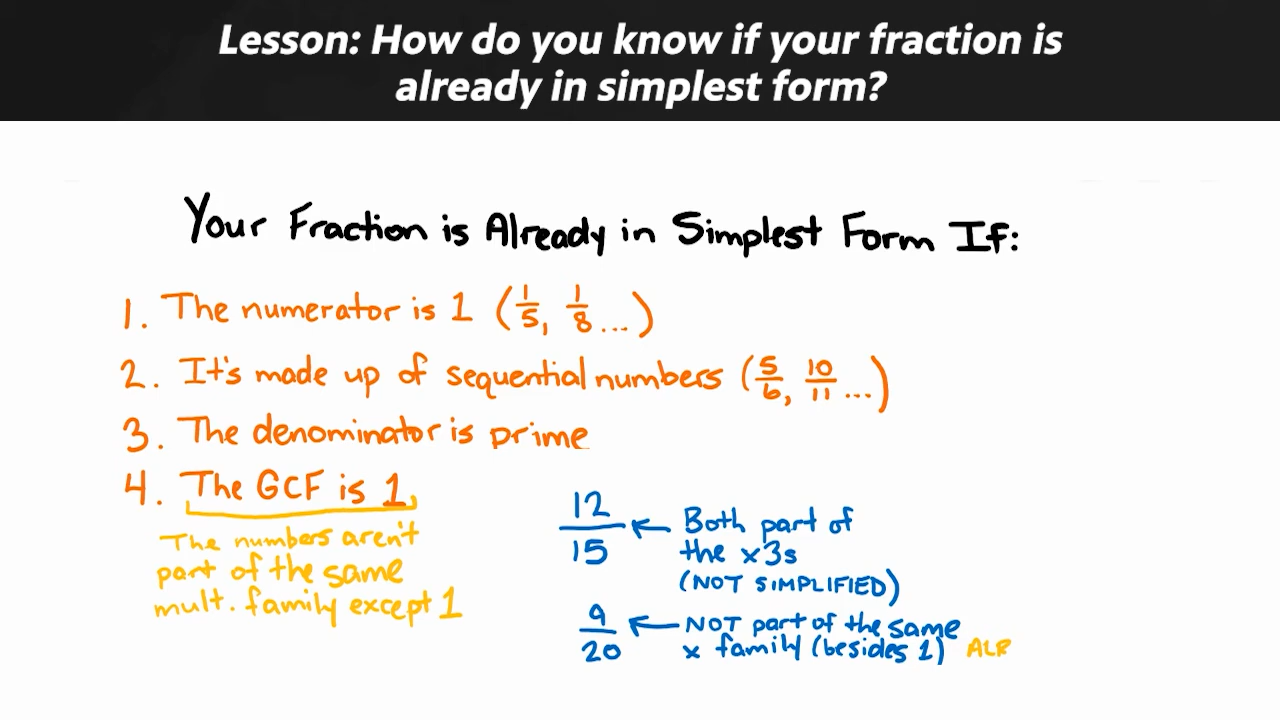 Lesson: How do you know if your fraction is
already in simplest form?
Your Fraction is Already in Simplest Form If:
1. The numerator is 1 (1/5, 1/8 ...)
2. It's made up of sequential numbers (5/6, 10/11 ...)
3. The denominator is prime
4. The GCF is 1
The numbers aren't
part of the same
mult. family except 1
12
15
Both part of
the x3s
(NOT SIMPLIFIED)
9
20
NOT part of the same
x family (besides 1)